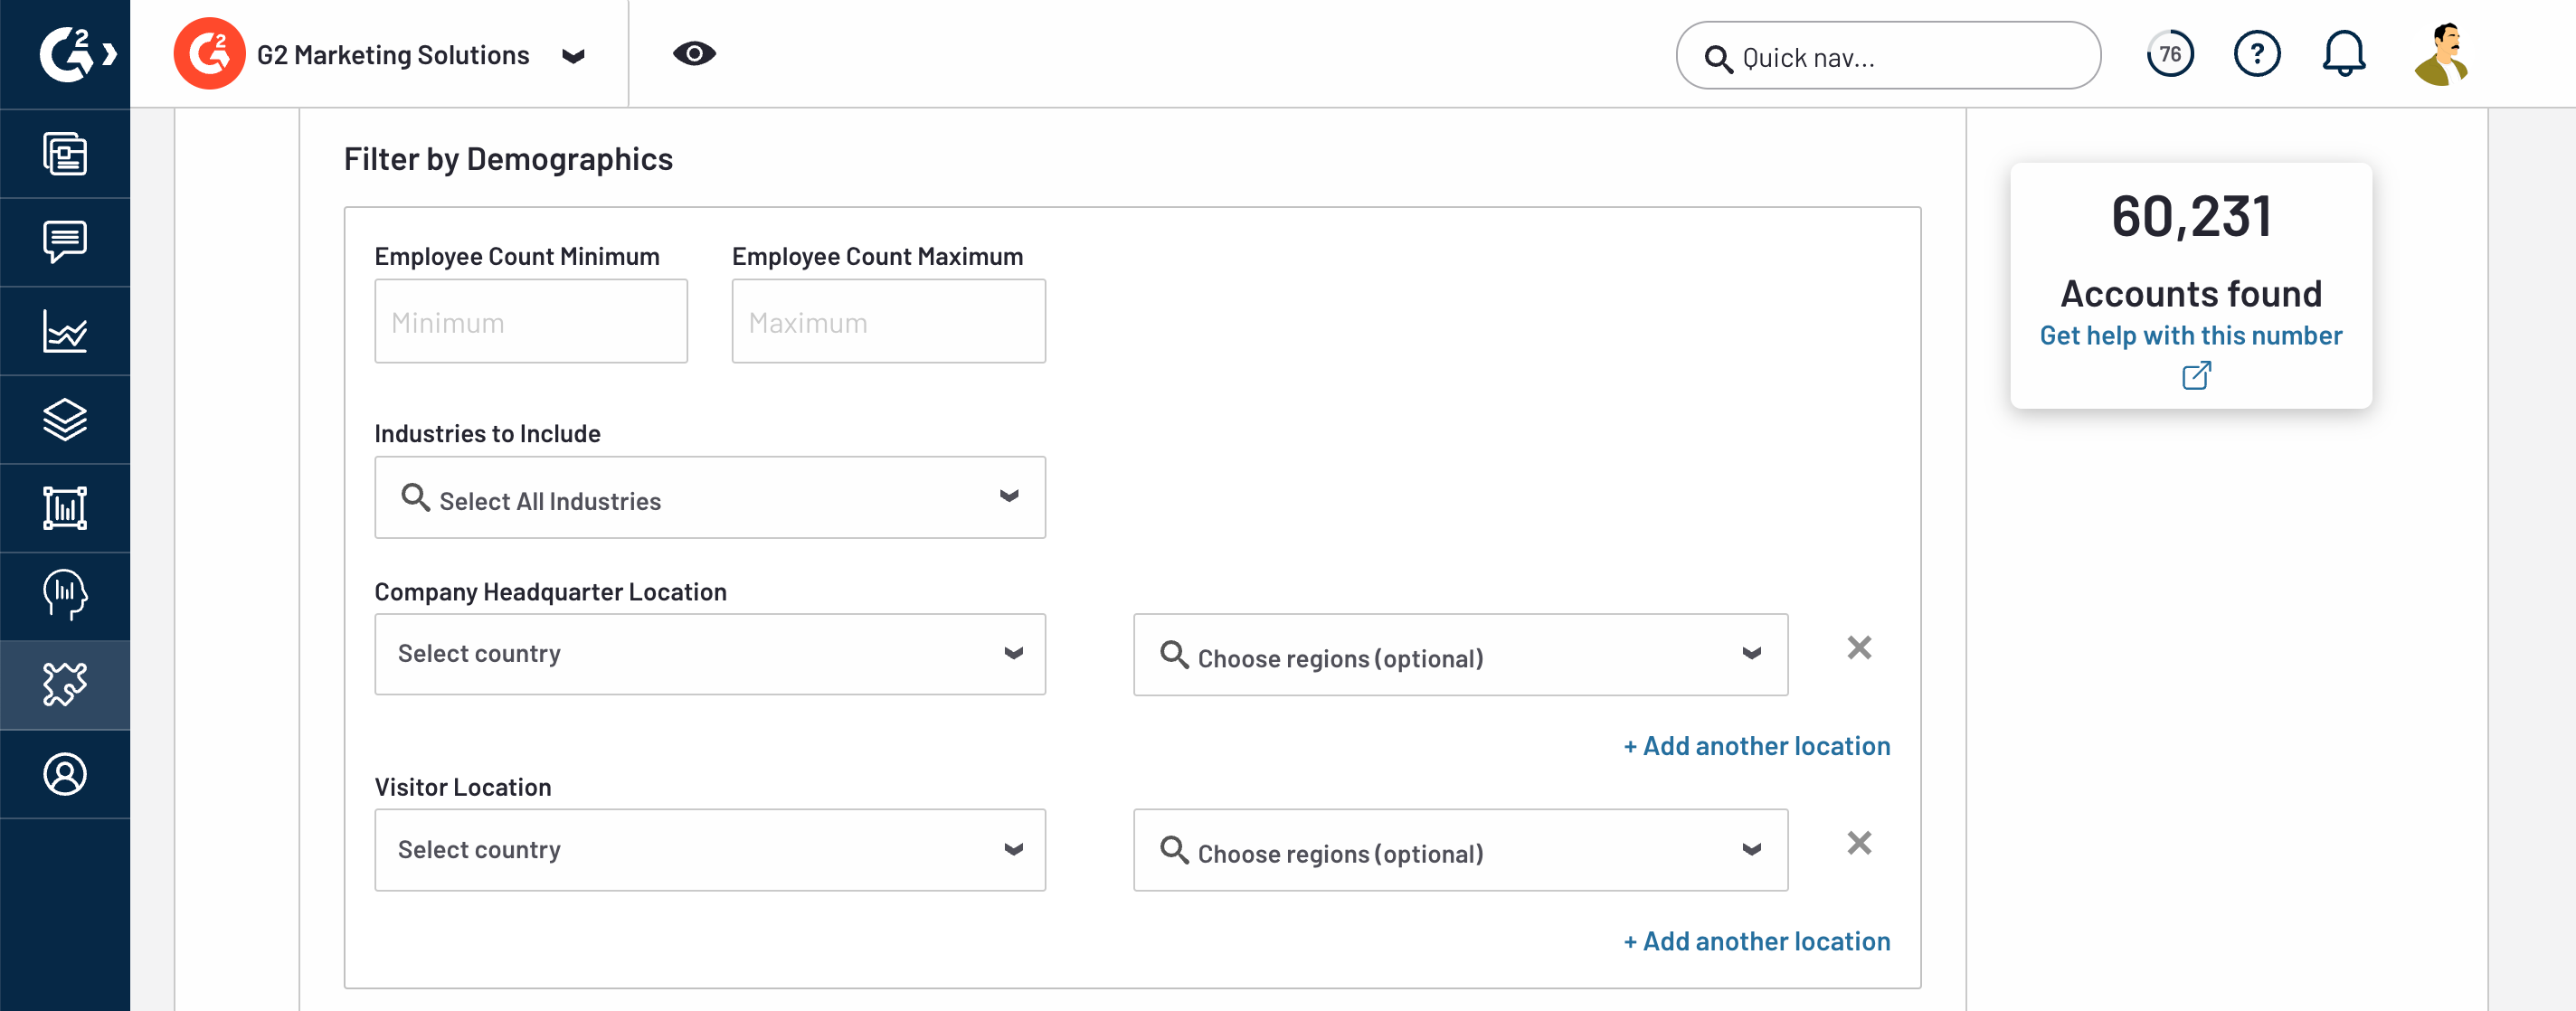 G2
G2 G2 Marketing Solutions
Quick nav...
76
?
Filter by Demographics
60,231
Accounts found
Get help with this number
Employee Count Minimum
Employee Count Maximum
Minimum
Maximum
Industries to Include
Select All Industries
Company Headquarter Location
Select country
Choose regions (optional)
+ Add another location
Visitor Location
Select country
Choose regions (optional)
+ Add another location